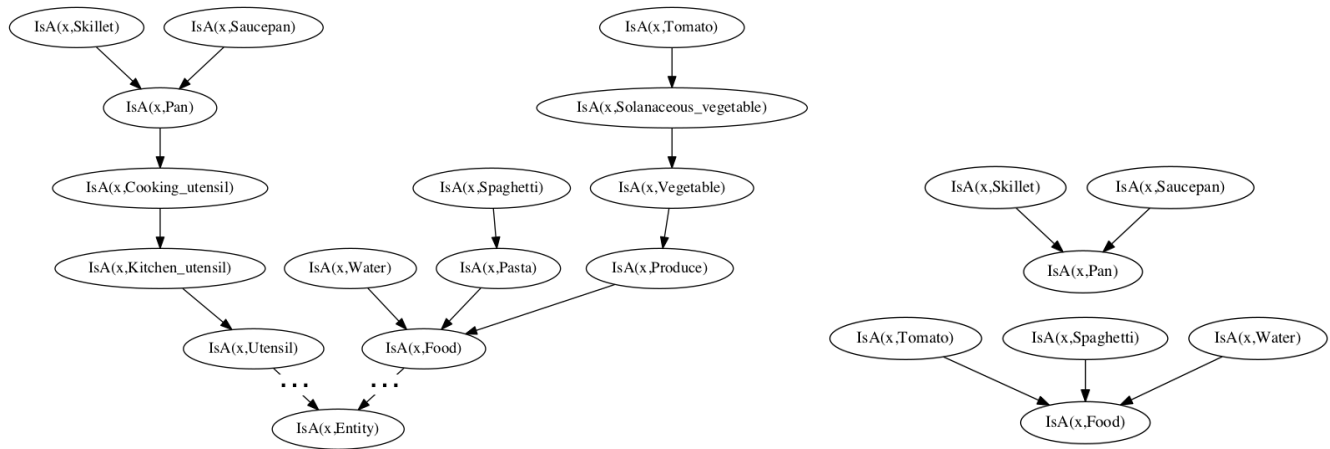 IsA(x,Skillet)
IsA(x,Saucepan)
IsA(x,Pan)
IsA(x,Cooking_utensil)
IsA(x,Kitchen_utensil)
IsA(x,Utensil)
IsA(x,Tomato)
IsA(x,Solanaceous_vegetable)
IsA(x,Vegetable)
IsA(x,Produce)
IsA(x,Spaghetti)
IsA(x,Pasta)
IsA(x,Water)
IsA(x,Food)
...
...
IsA(x,Entity)
IsA(x,Skillet)
IsA(x,Saucepan)
IsA(x,Pan)
IsA(x,Tomato)
IsA(x,Spaghetti)
IsA(x,Water)
IsA(x,Food)